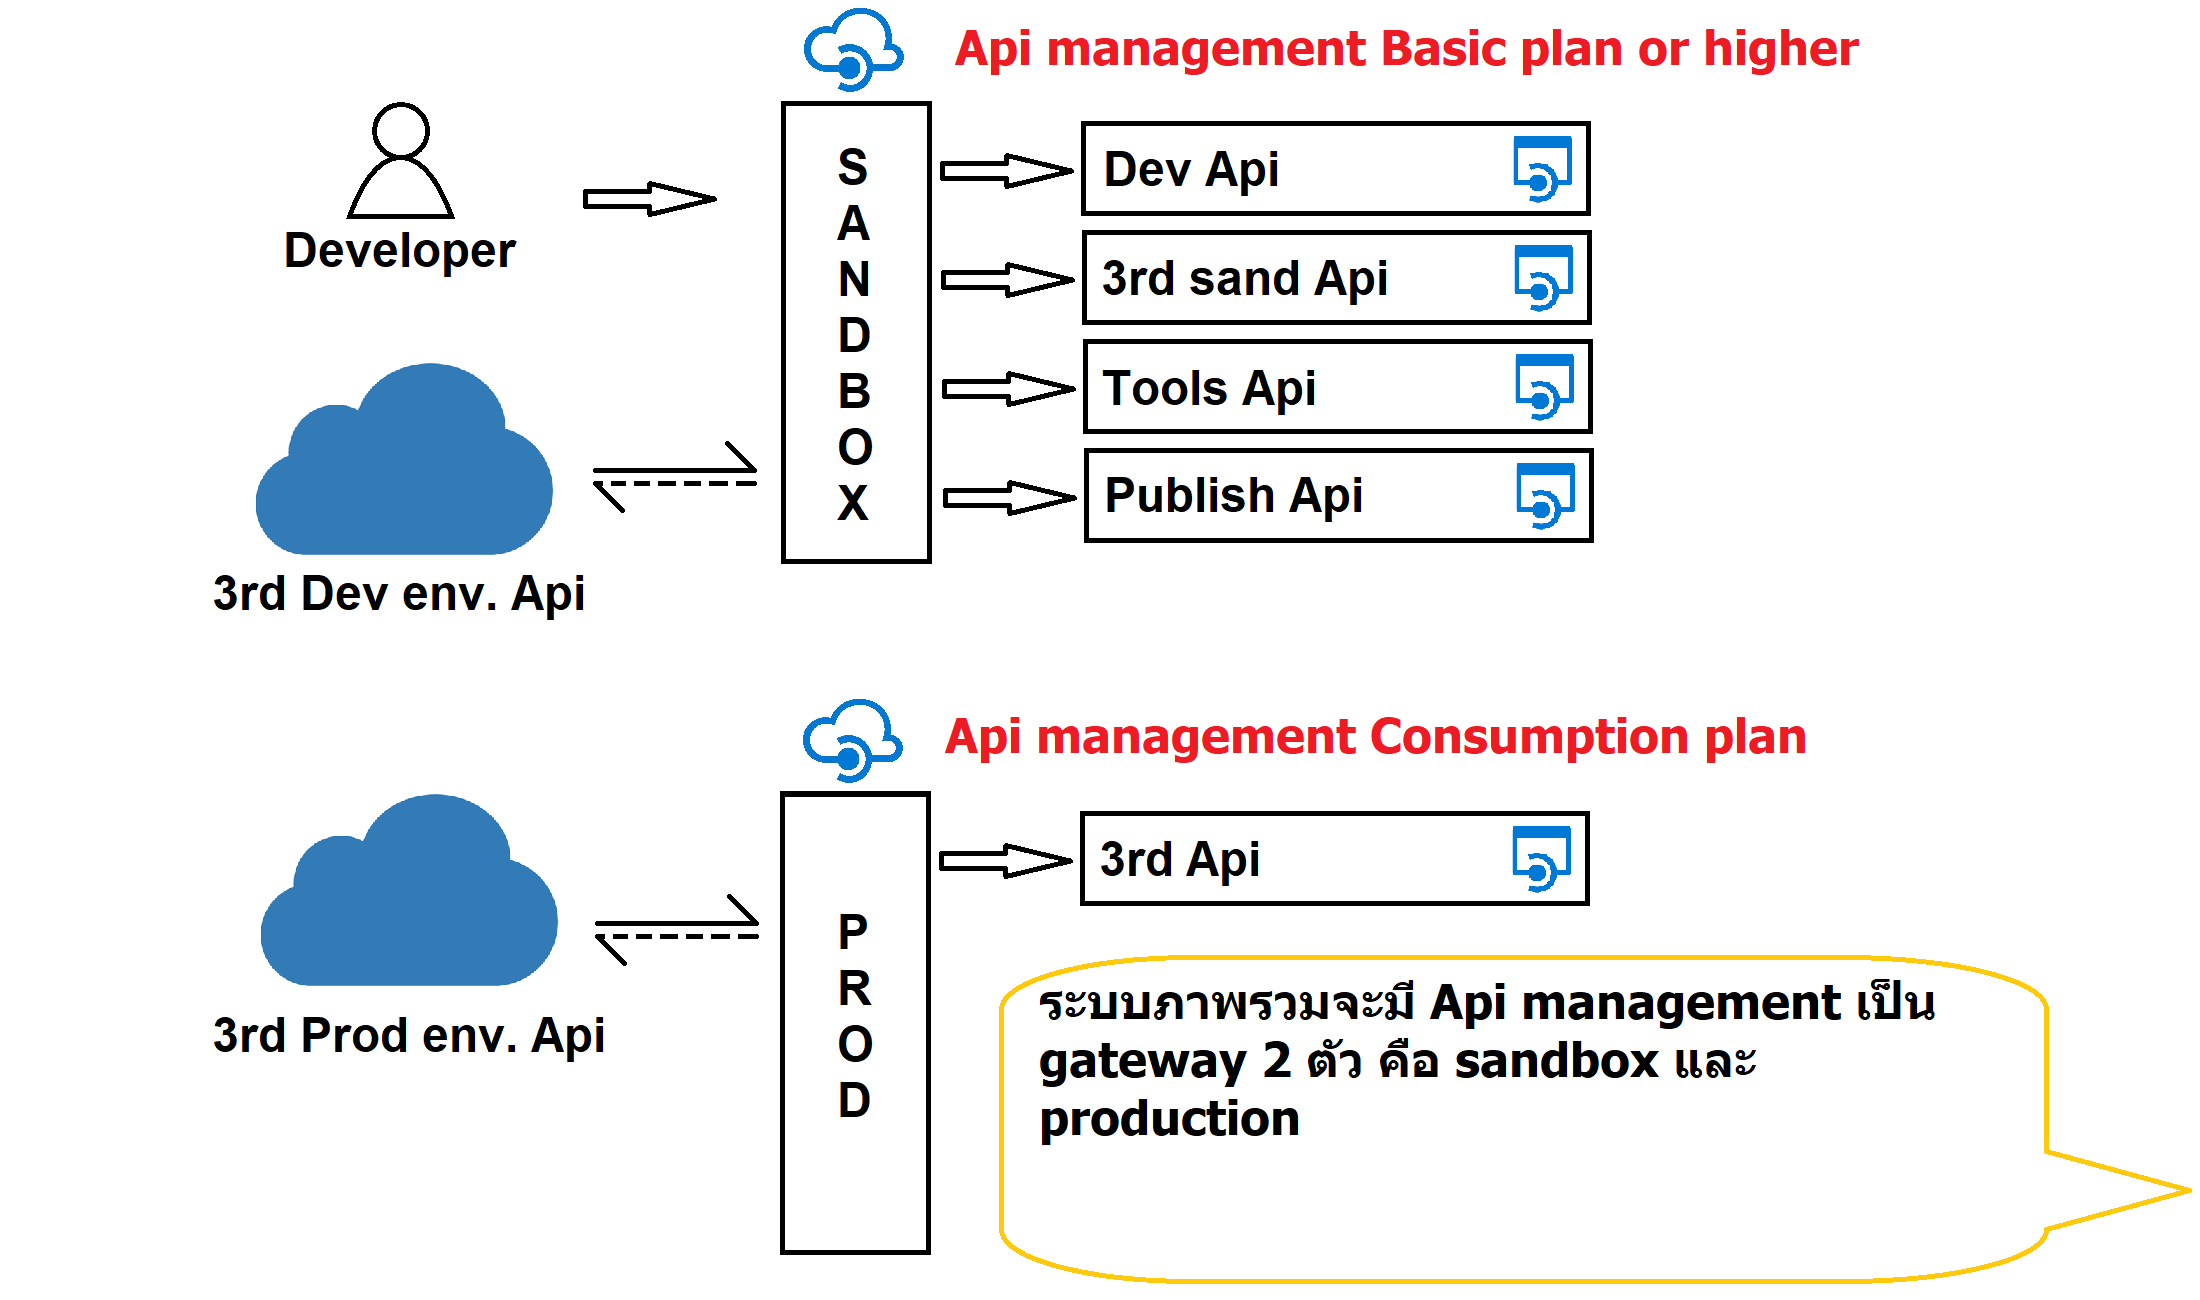 Api management Basic plan or higher
Developer
SANDBOX
Dev Api
3rd sand Api
Tools Api
Publish Api
3rd Dev env. Api
Api management Consumption plan
3rd Prod env. Api
PROD
3rd Api
ระบบภาพรวมจะมี Api management เป็น
gateway 2 ตัว คือ sandbox และ
production